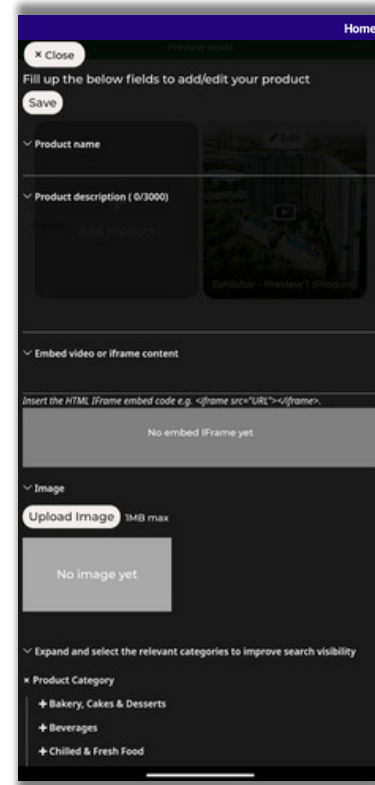 Home
Preview mode
× Close
Fill up the below fields to add/edit your product
Save
Edit
Product name
Product description ( 0/3000)
Add Product
Exhibitor - Preview 1 (Product)
Embed video or iframe content
Insert the HTML IFrame embed code e.g. <iframe src="URL"></iframe>.
No embed IFrame yet
Image
Upload Image 1MB max
No image yet
Expand and select the relevant categories to improve search visibility
× Product Category
+ Bakery, Cakes & Desserts
+ Beverages
+ Chilled & Fresh Food